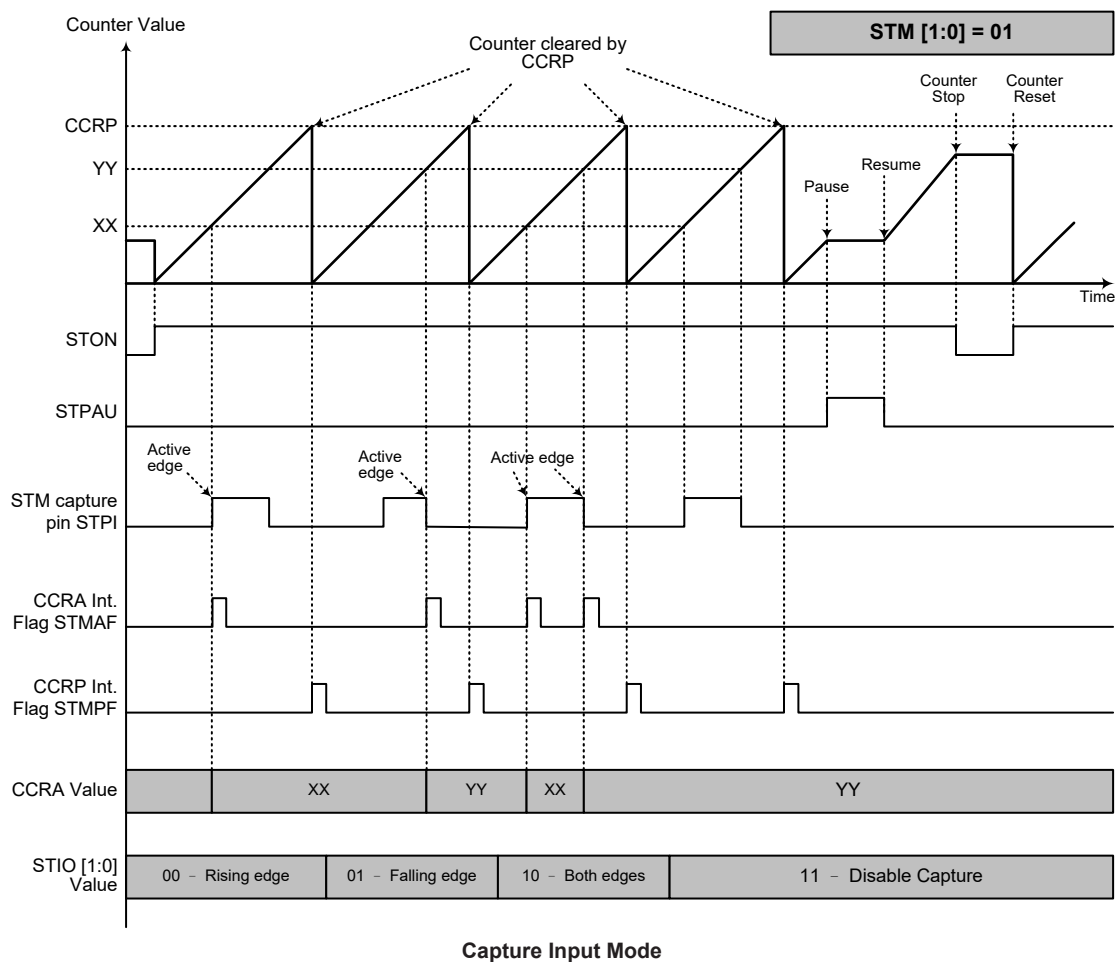 Counter Value
STM [1:0] = 01
Counter cleared by
CCRP
Counter
Stop
Counter
Reset
CCRP
YY
XX
Pause
Resume
Time
STON
STPAU
Active
edge
Active
edge
Active edge
STM capture
pin STPI
CCRA Int.
Flag STMAF
CCRP Int.
Flag STMPF
CCRA Value
XX
YY
XX
YY
STIO [1:0]
Value
00 – Rising edge
01 – Falling edge
10 – Both edges
11 – Disable Capture
Capture Input Mode